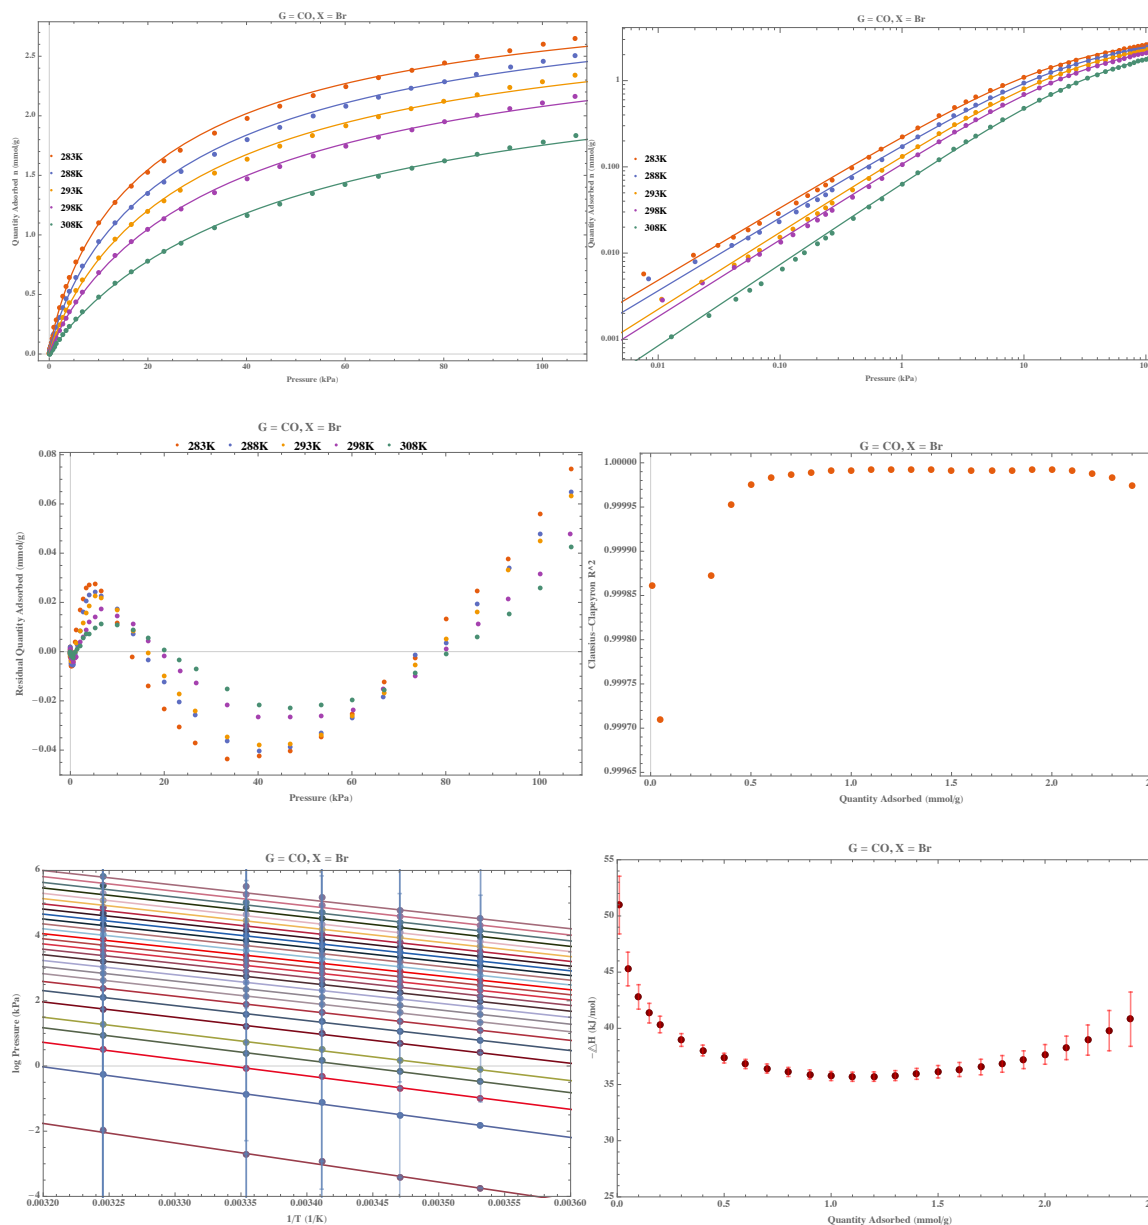 G = CO, X = Br
Quantity Adsorbed n (mmol/g)
2.5
2.0
1.5
1.0
0.5
0.0
283K
288K
293K
298K
308K
0 20 40 60 80 100
Pressure (kPa)
G = CO, X = Br
Quantity Adsorbed n (mmol/g)
1
0.100
0.010
0.001
283K
288K
293K
298K
308K
0.01 0.10 1 10 100
Pressure (kPa)
G = CO, X = Br
283K 288K 293K 298K 308K
Residual Quantity Adsorbed (mmol/g)
0.08
0.06
0.04
0.02
0.00
−0.02
−0.04
0 20 40 60 80 100
Pressure (kPa)
G = CO, X = Br
Clausius−Clapeyron R^2
1.00000
0.99995
0.99990
0.99985
0.99980
0.99975
0.99970
0.99965
0.0 0.5 1.0 1.5 2.0
Quantity Adsorbed (mmol/g)
G = CO, X = Br
log Pressure (kPa)
6
4
2
0
−2
−4
0.00320 0.00325 0.00330 0.00335 0.00340 0.00345 0.00350 0.00355 0.00360
1/T (1/K)
G = CO, X = Br
−△H (kJ/mol)
55
50
45
40
35
30
25
0.0 0.5 1.0 1.5 2.0
Quantity Adsorbed (mmol/g)